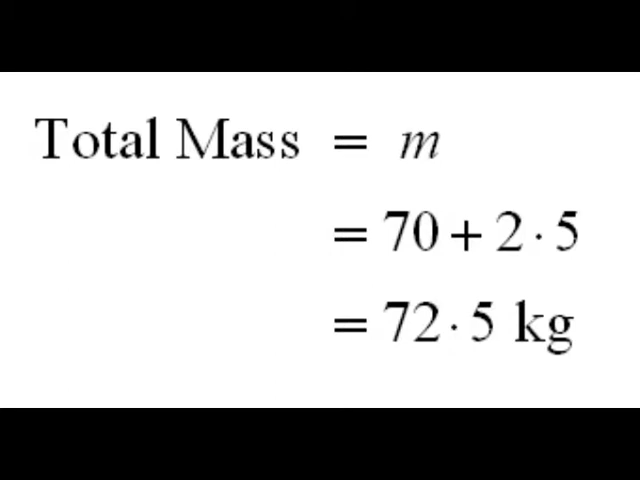 Total Mass = m
= 70 + 2·5
= 72·5 kg